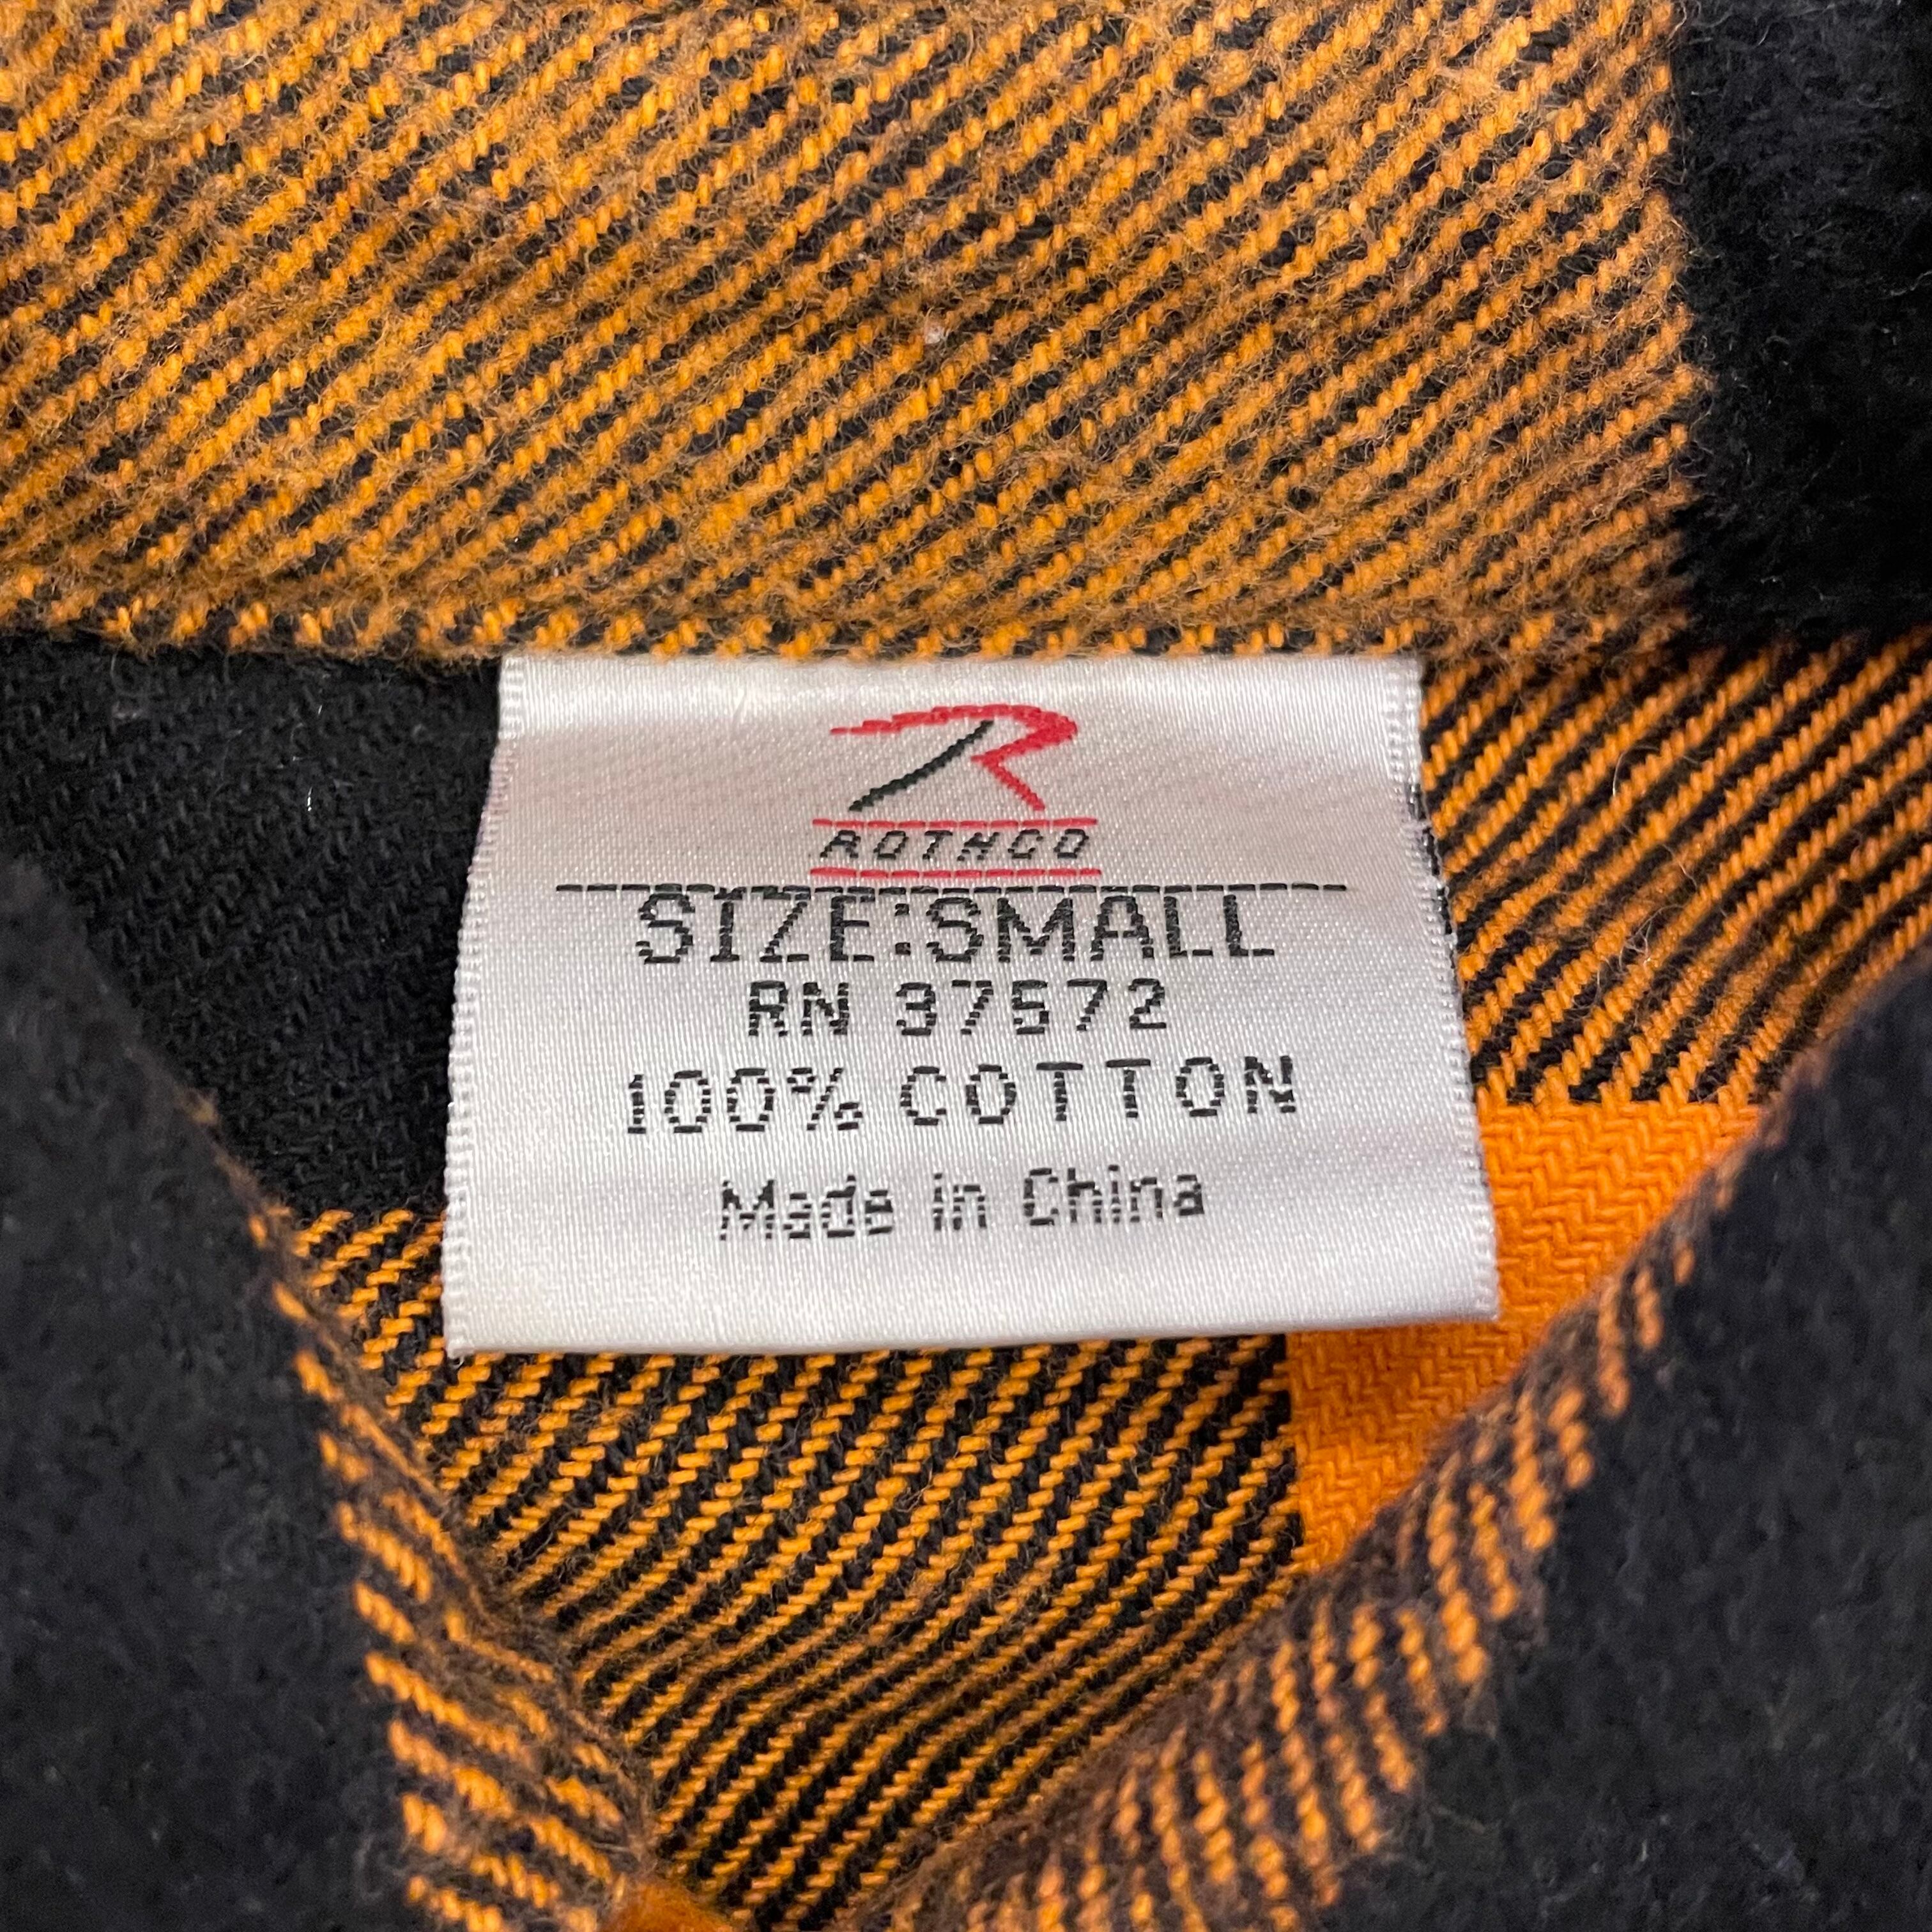 R
ROTHCO
SIZE:SMALL
RN 37572
100% COTTON
Made in China